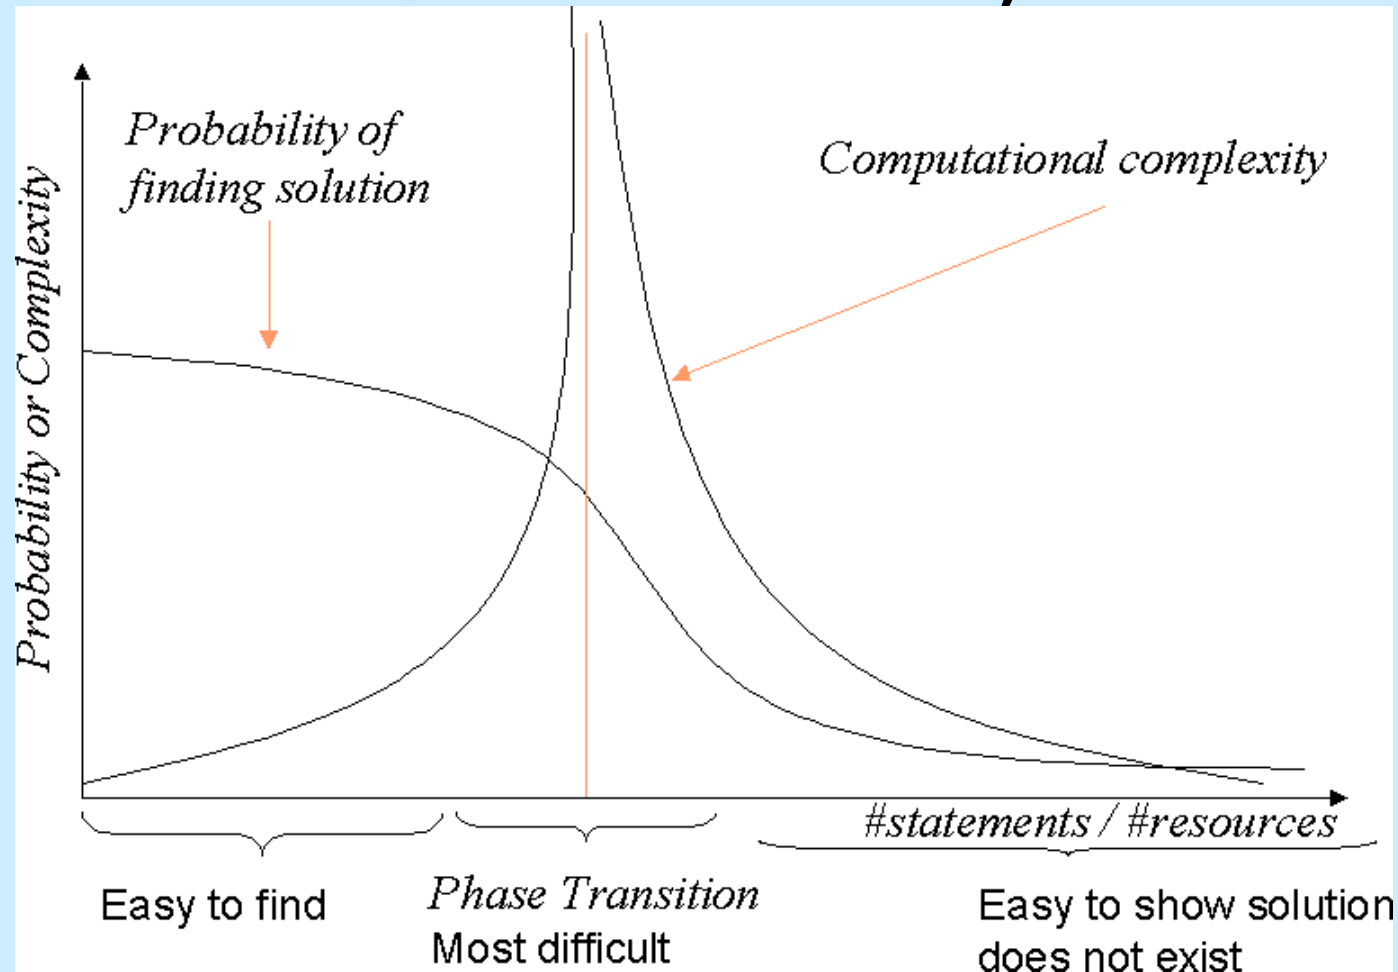 Probability of
finding solution
Computational complexity
Probability or Complexity
#statements / #resources
Easy to find
Phase Transition
Most difficult
Easy to show solution
does not exist